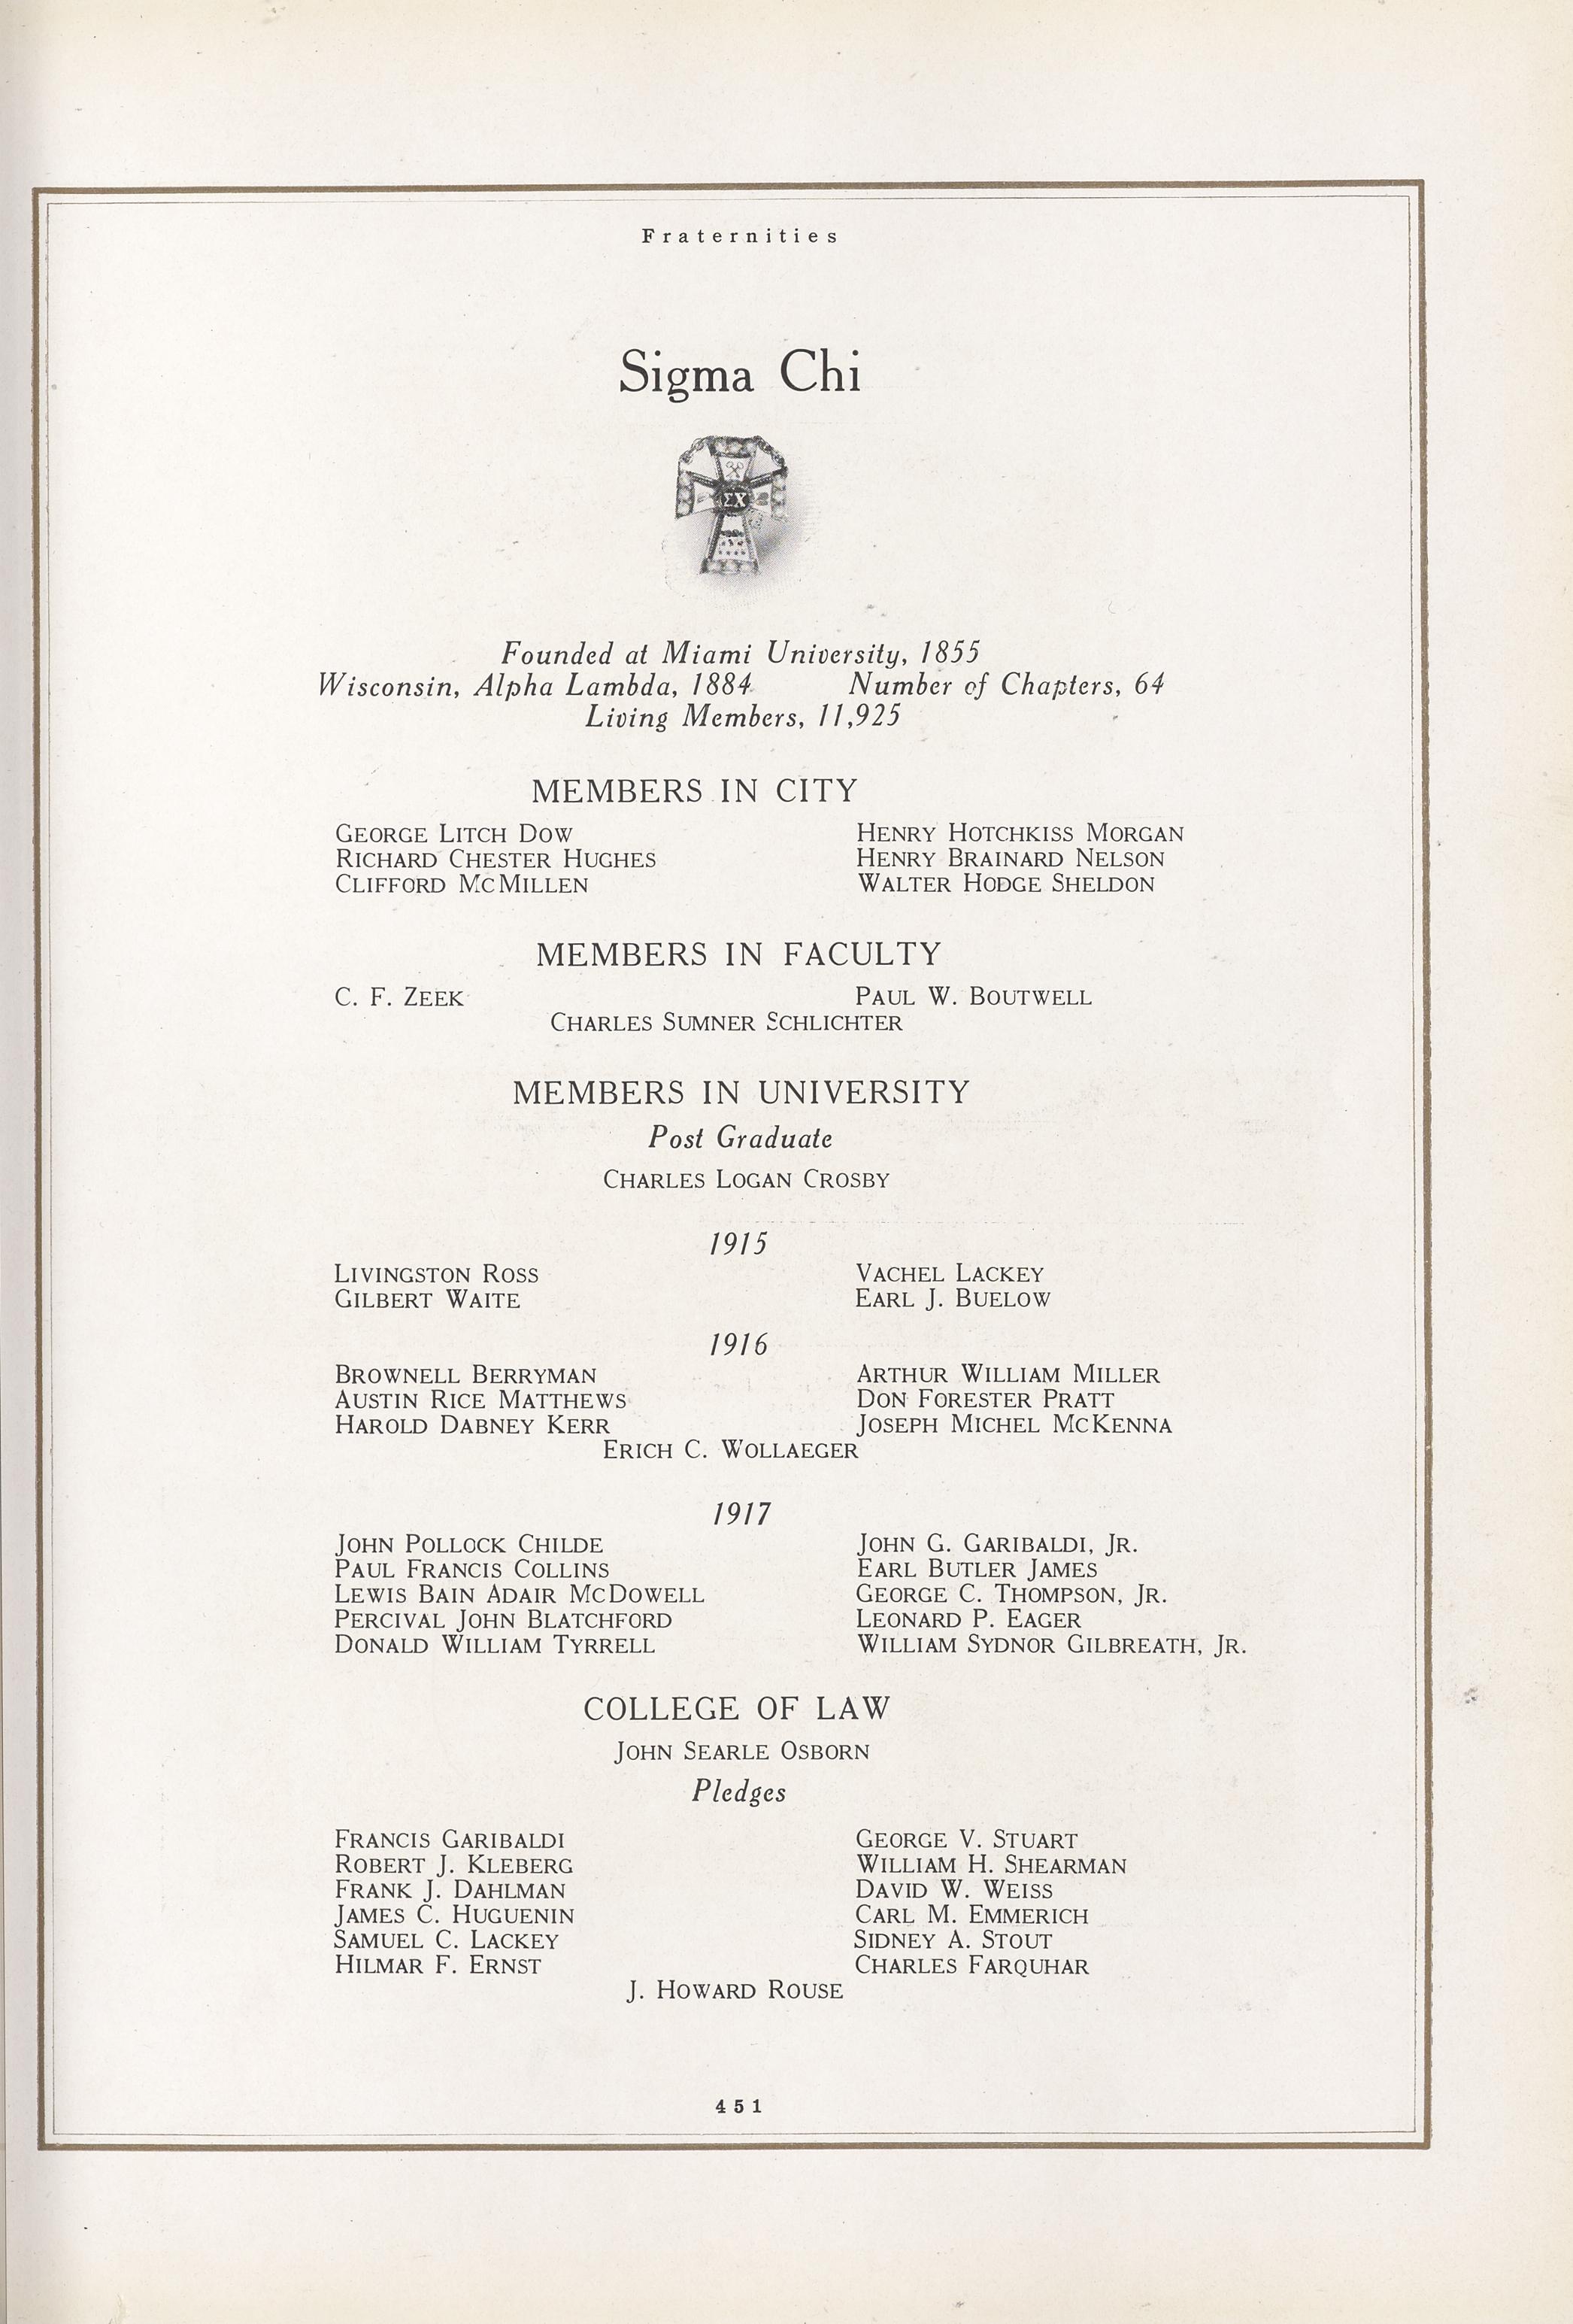 Fraternities
Sigma Chi
ΣΧ
Founded at Miami University, 1855
Wisconsin, Alpha Lambda, 1884 Number of Chapters, 64
Living Members, 11,925
MEMBERS IN CITY
GEORGE LITCH DOW HENRY HOTCHKISS MORGAN
RICHARD CHESTER HUGHES HENRY BRAINARD NELSON
CLIFFORD MCMILLEN WALTER HODGE SHELDON
MEMBERS IN FACULTY
C. F. ZEEK PAUL W. BOUTWELL
CHARLES SUMNER SCHLICHTER
MEMBERS IN UNIVERSITY
Post Graduate
CHARLES LOGAN CROSBY
1915
LIVINGSTON ROSS VACHEL LACKEY
GILBERT WAITE EARL J. BUELOW
1916
BROWNELL BERRYMAN ARTHUR WILLIAM MILLER
AUSTIN RICE MATTHEWS DON FORESTER PRATT
HAROLD DABNEY KERR JOSEPH MICHEL MCKENNA
ERICH C. WOLLAEGER
1917
JOHN POLLOCK CHILDE JOHN G. GARIBALDI, JR.
PAUL FRANCIS COLLINS EARL BUTLER JAMES
LEWIS BAIN ADAIR MCDOWELL GEORGE C. THOMPSON, JR.
PERCIVAL JOHN BLATCHFORD LEONARD P. EAGER
DONALD WILLIAM TYRRELL WILLIAM SYDNOR GILBREATH, JR.
COLLEGE OF LAW
JOHN SEARLE OSBORN
Pledges
FRANCIS GARIBALDI GEORGE V. STUART
ROBERT J. KLEBERG WILLIAM H. SHEARMAN
FRANK J. DAHLMAN DAVID W. WEISS
JAMES C. HUGUENIN CARL M. EMMERICH
SAMUEL C. LACKEY SIDNEY A. STOUT
HILMAR F. ERNST CHARLES FARQUHAR
J. HOWARD ROUSE
451